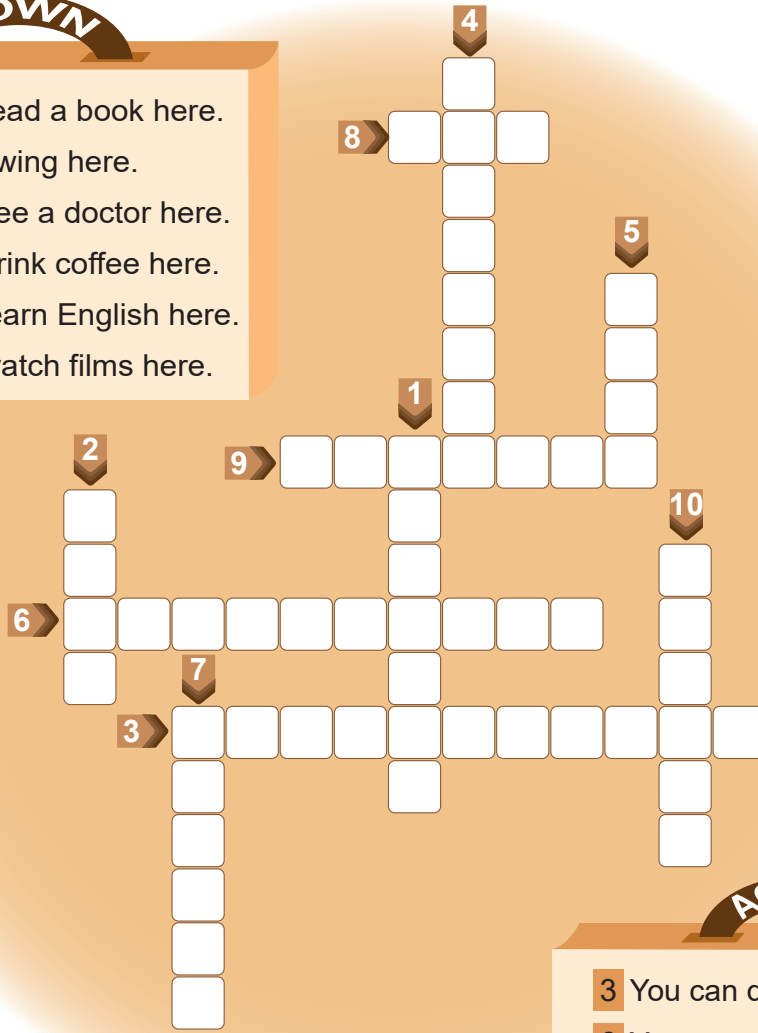 OWN
ead a book here.
wing here.
ee a doctor here.
rink coffee here.
earn English here.
atch films here.
4
8
5
1
9
2
10
6
7
3
AC
3 You can